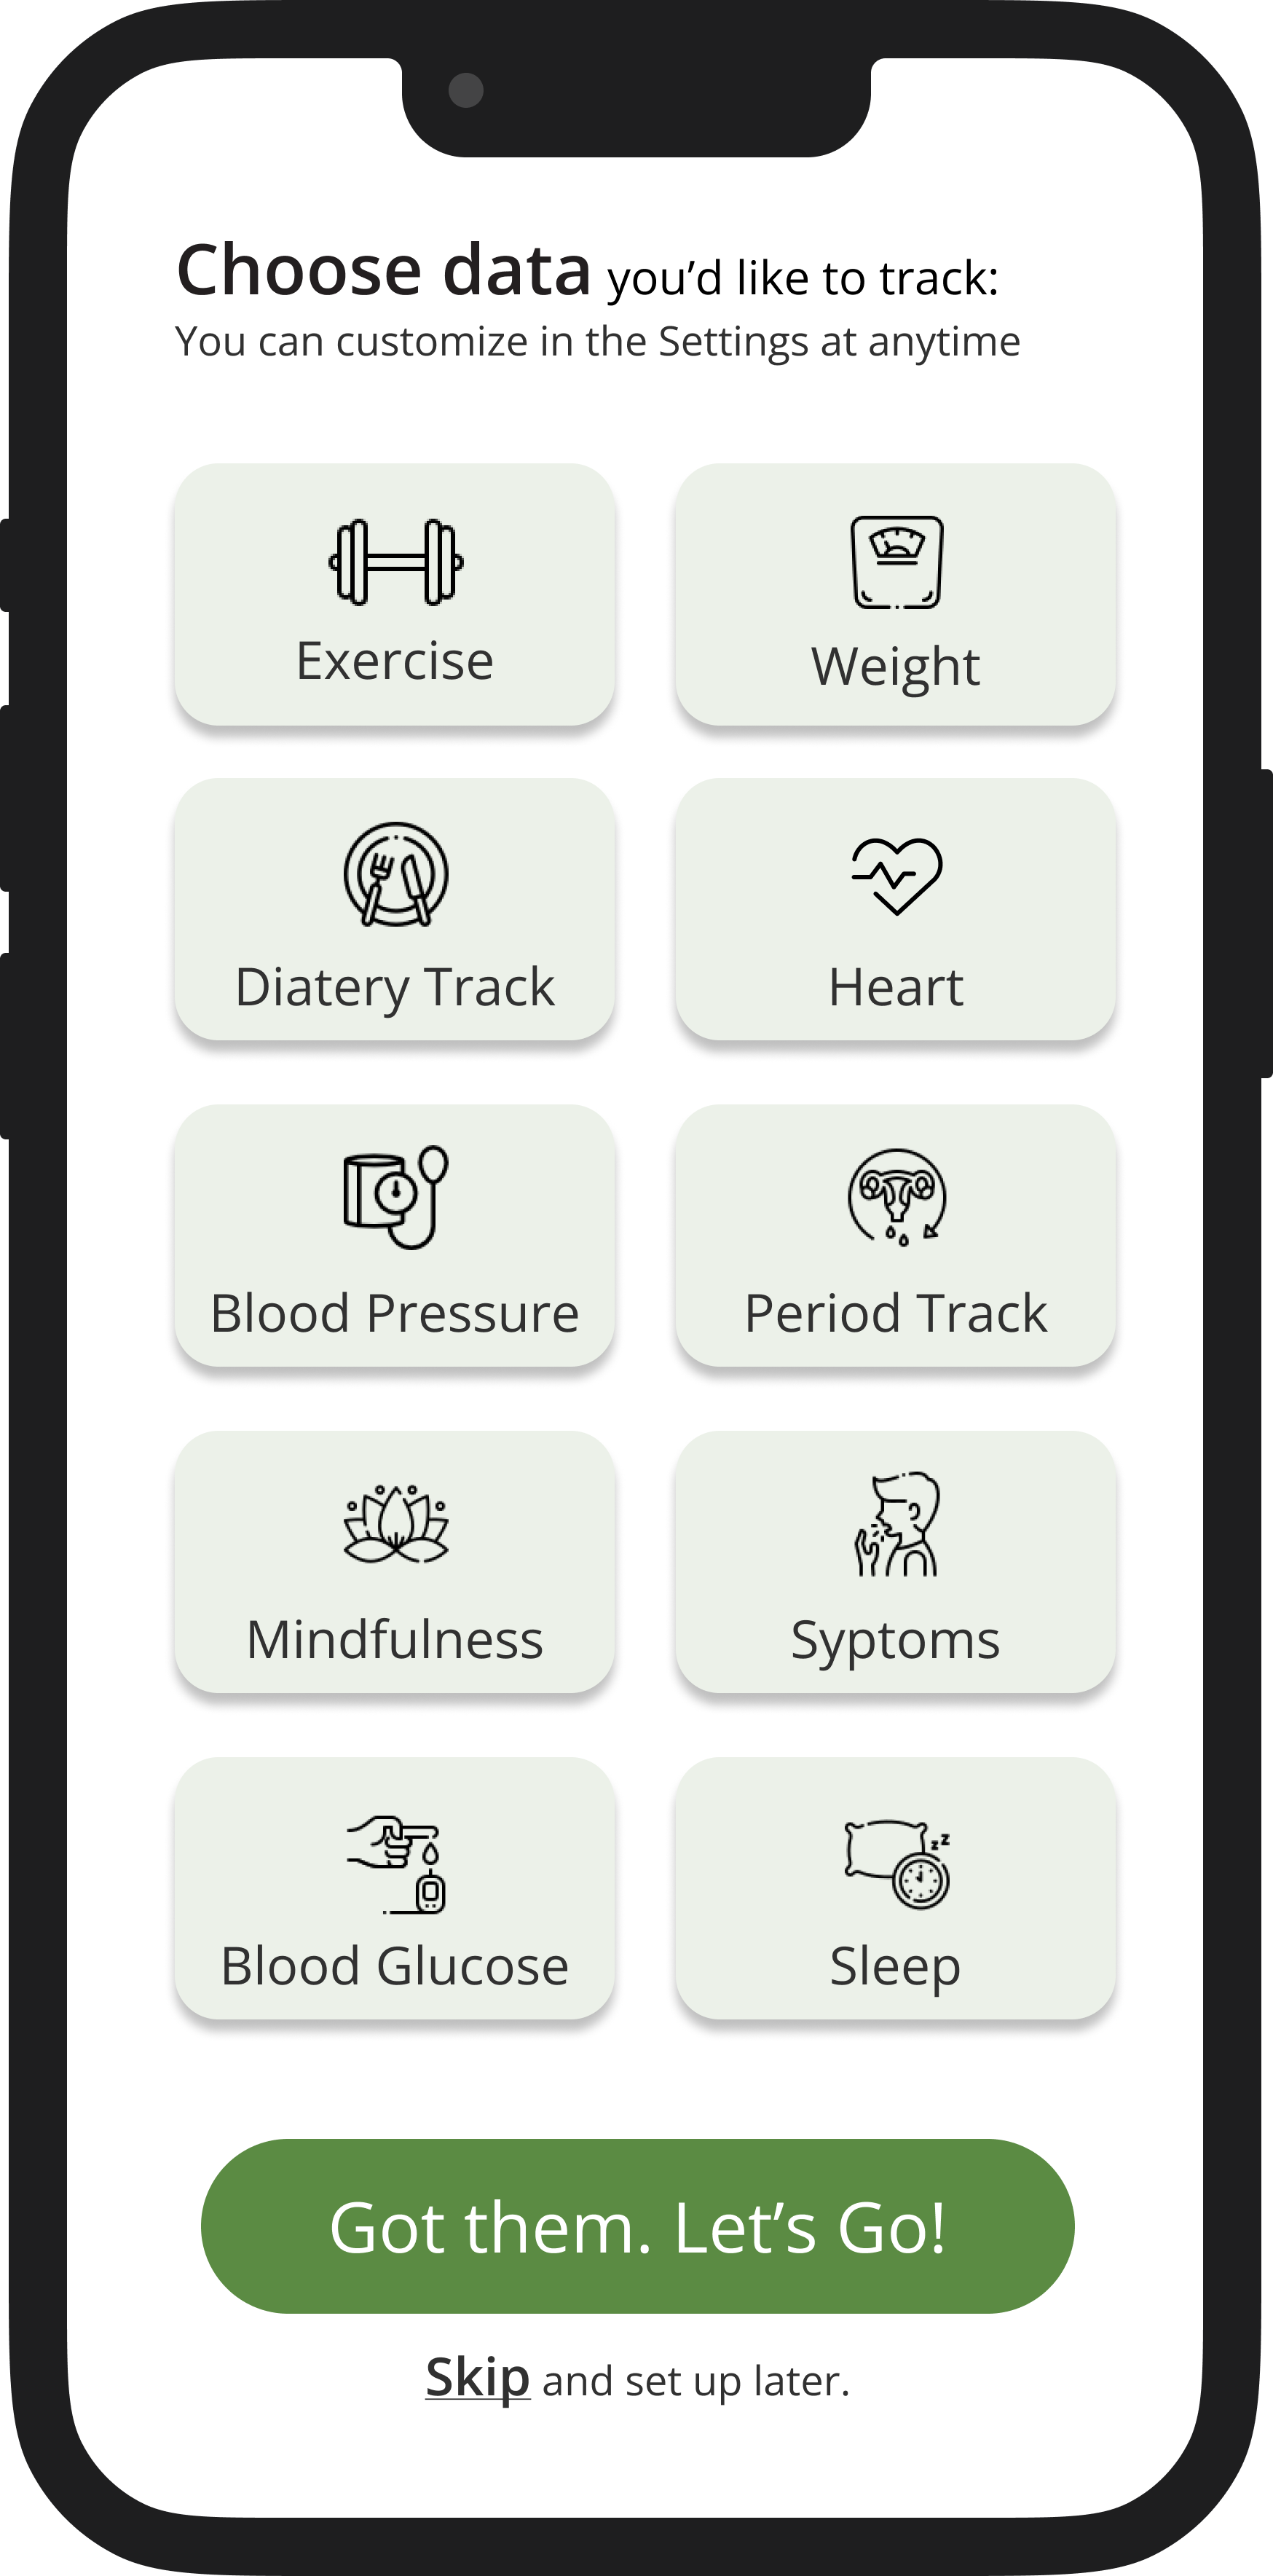 Choose data you’d like to track:
You can customize in the Settings at anytime
Exercise
Weight
Diatery Track
Heart
Blood Pressure
Period Track
Mindfulness
Syptoms
Blood Glucose
Sleep
Got them. Let’s Go!
Skip and set up later.